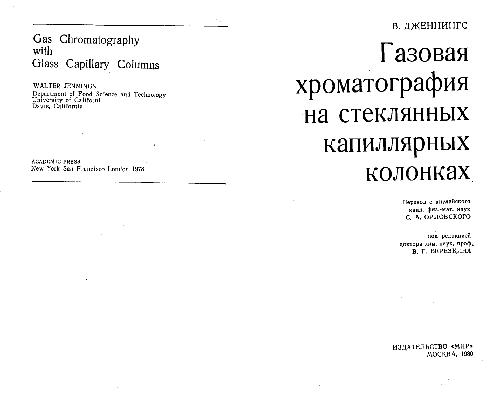 Gas Chromatography
with
Glass Capillary Columns
WALTER JENNINGS
Department of Food Science and Technology
University of California
Davis, California
ACADEMIC PRESS
New York San Francisco London 1978
В. ДЖЕННИНГС
Газовая
хроматография
на стеклянных
капиллярных
колонках
Перевод с английского
канд. физ.-мат. наук
С. А. ОРЛОВСКОГО
под редакцией
доктора хим. наук, проф.
В. Г. БЕРЕЗКИНА
ИЗДАТЕЛЬСТВО «МИР»
МОСКВА, 1980